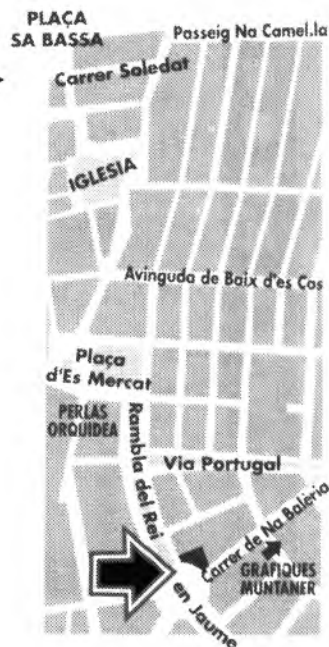 PLAÇA
SA BASSA
Passeig Na Camel.la
Carrer Soledat
IGLESIA
Avinguda de Baix d'es Cos
Plaça
d'Es Mercat
PERLAS
ORQUIDEA
Rambla del Rei en Jaume
Via Portugal
Carrer de Na Balèria
GRAFIQUES
MUNTANER